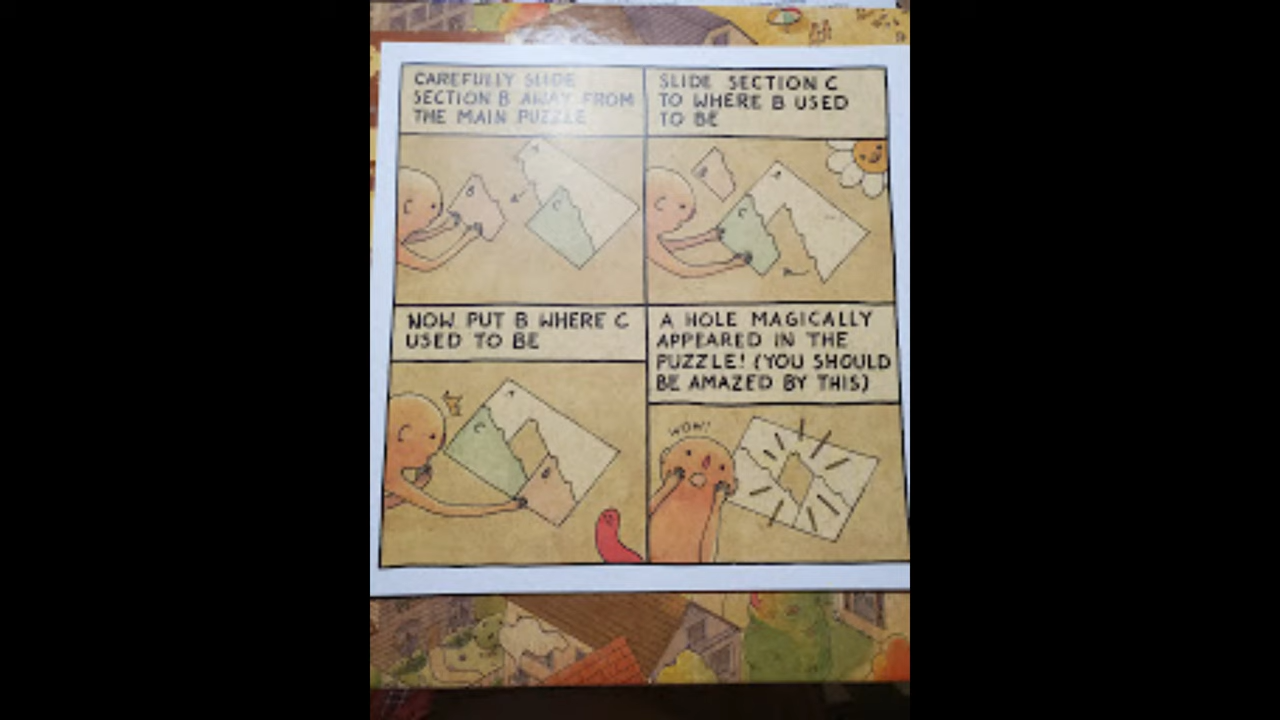 CAREFULLY SLIDE
SECTION B AWAY FROM
THE MAIN PUZZLE
A
B
C
SLIDE SECTION C
TO WHERE B USED
TO BE
B
A
C
NOW PUT B WHERE C
USED TO BE
A
C
B
A HOLE MAGICALLY
APPEARED IN THE
PUZZLE! (YOU SHOULD
BE AMAZED BY THIS)
WOW!!